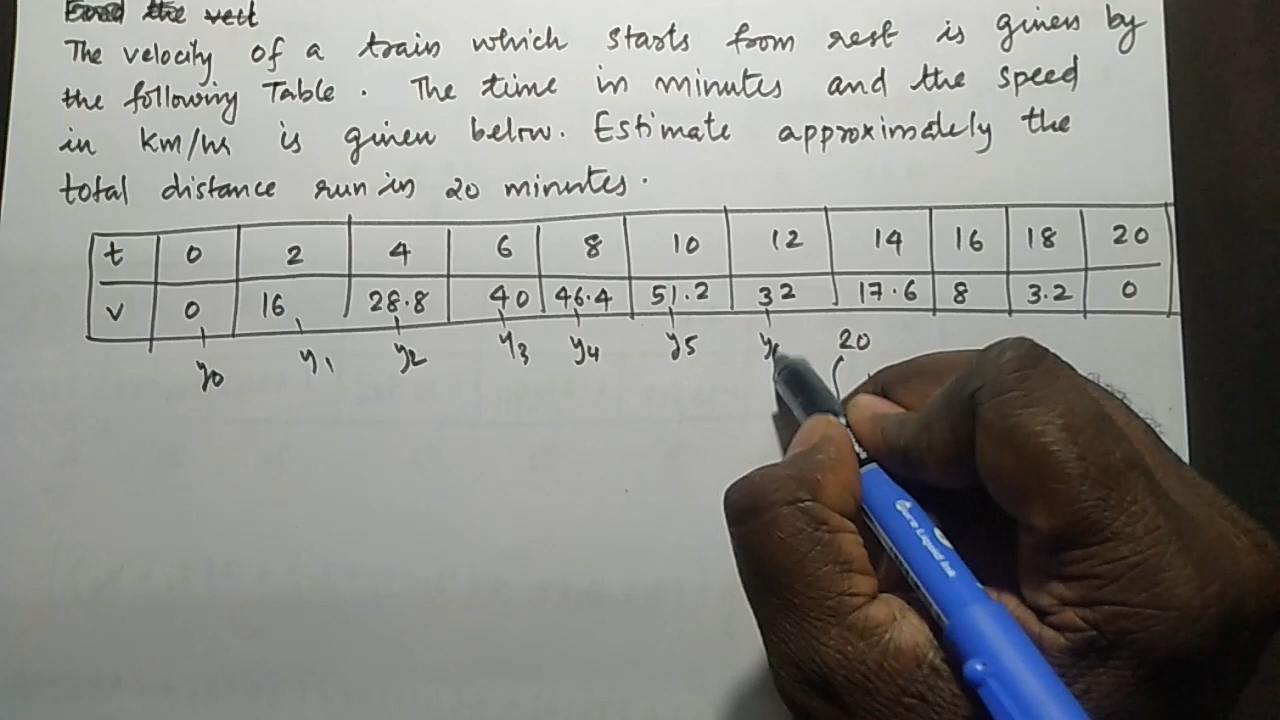 The velocity of a train which starts from rest is given by
the following Table. The time in minutes and the speed
in km/hr is given below. Estimate approximately the
total distance run in 20 minutes.
t 0 2 4 6 8 10 12 14 16 18 20
v 0 16 28.8 40 46.4 51.2 32 17.6 8 3.2 0
y0 y1 y2 y3 y4 y5
20